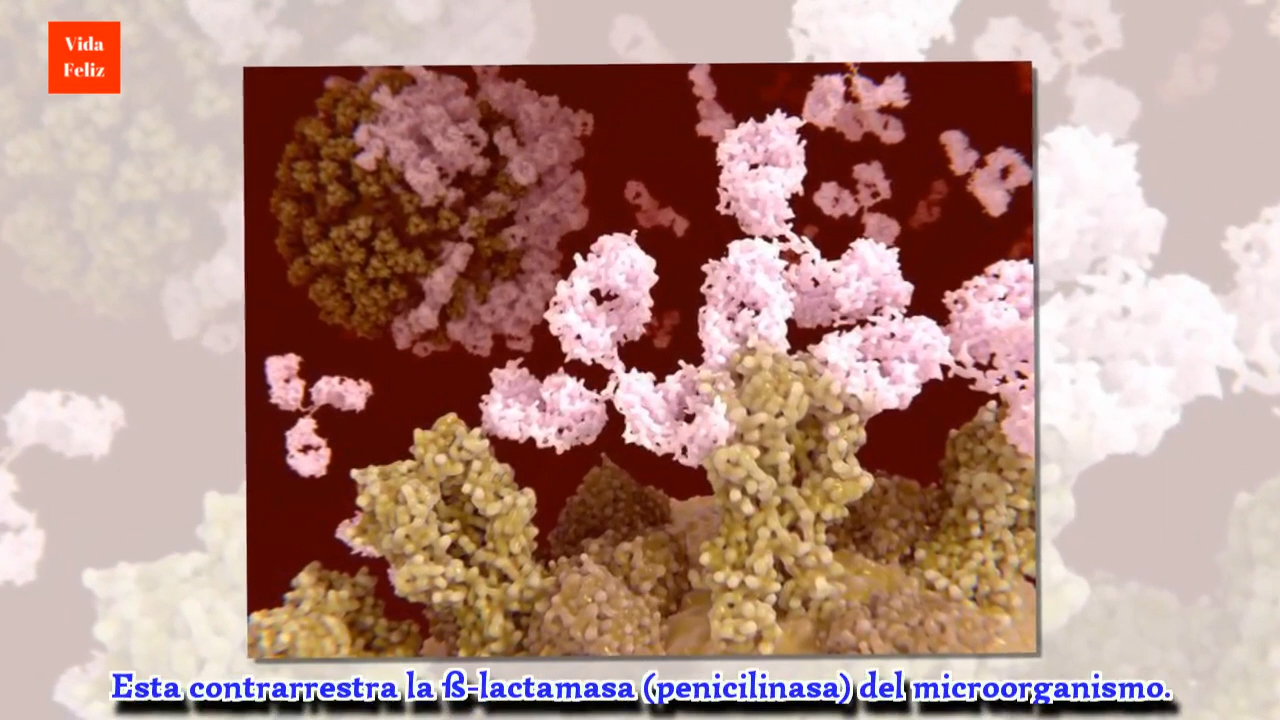 Vida
Feliz
Esta contrarrestra la ß-lactamasa (penicilinasa) del microorganismo.